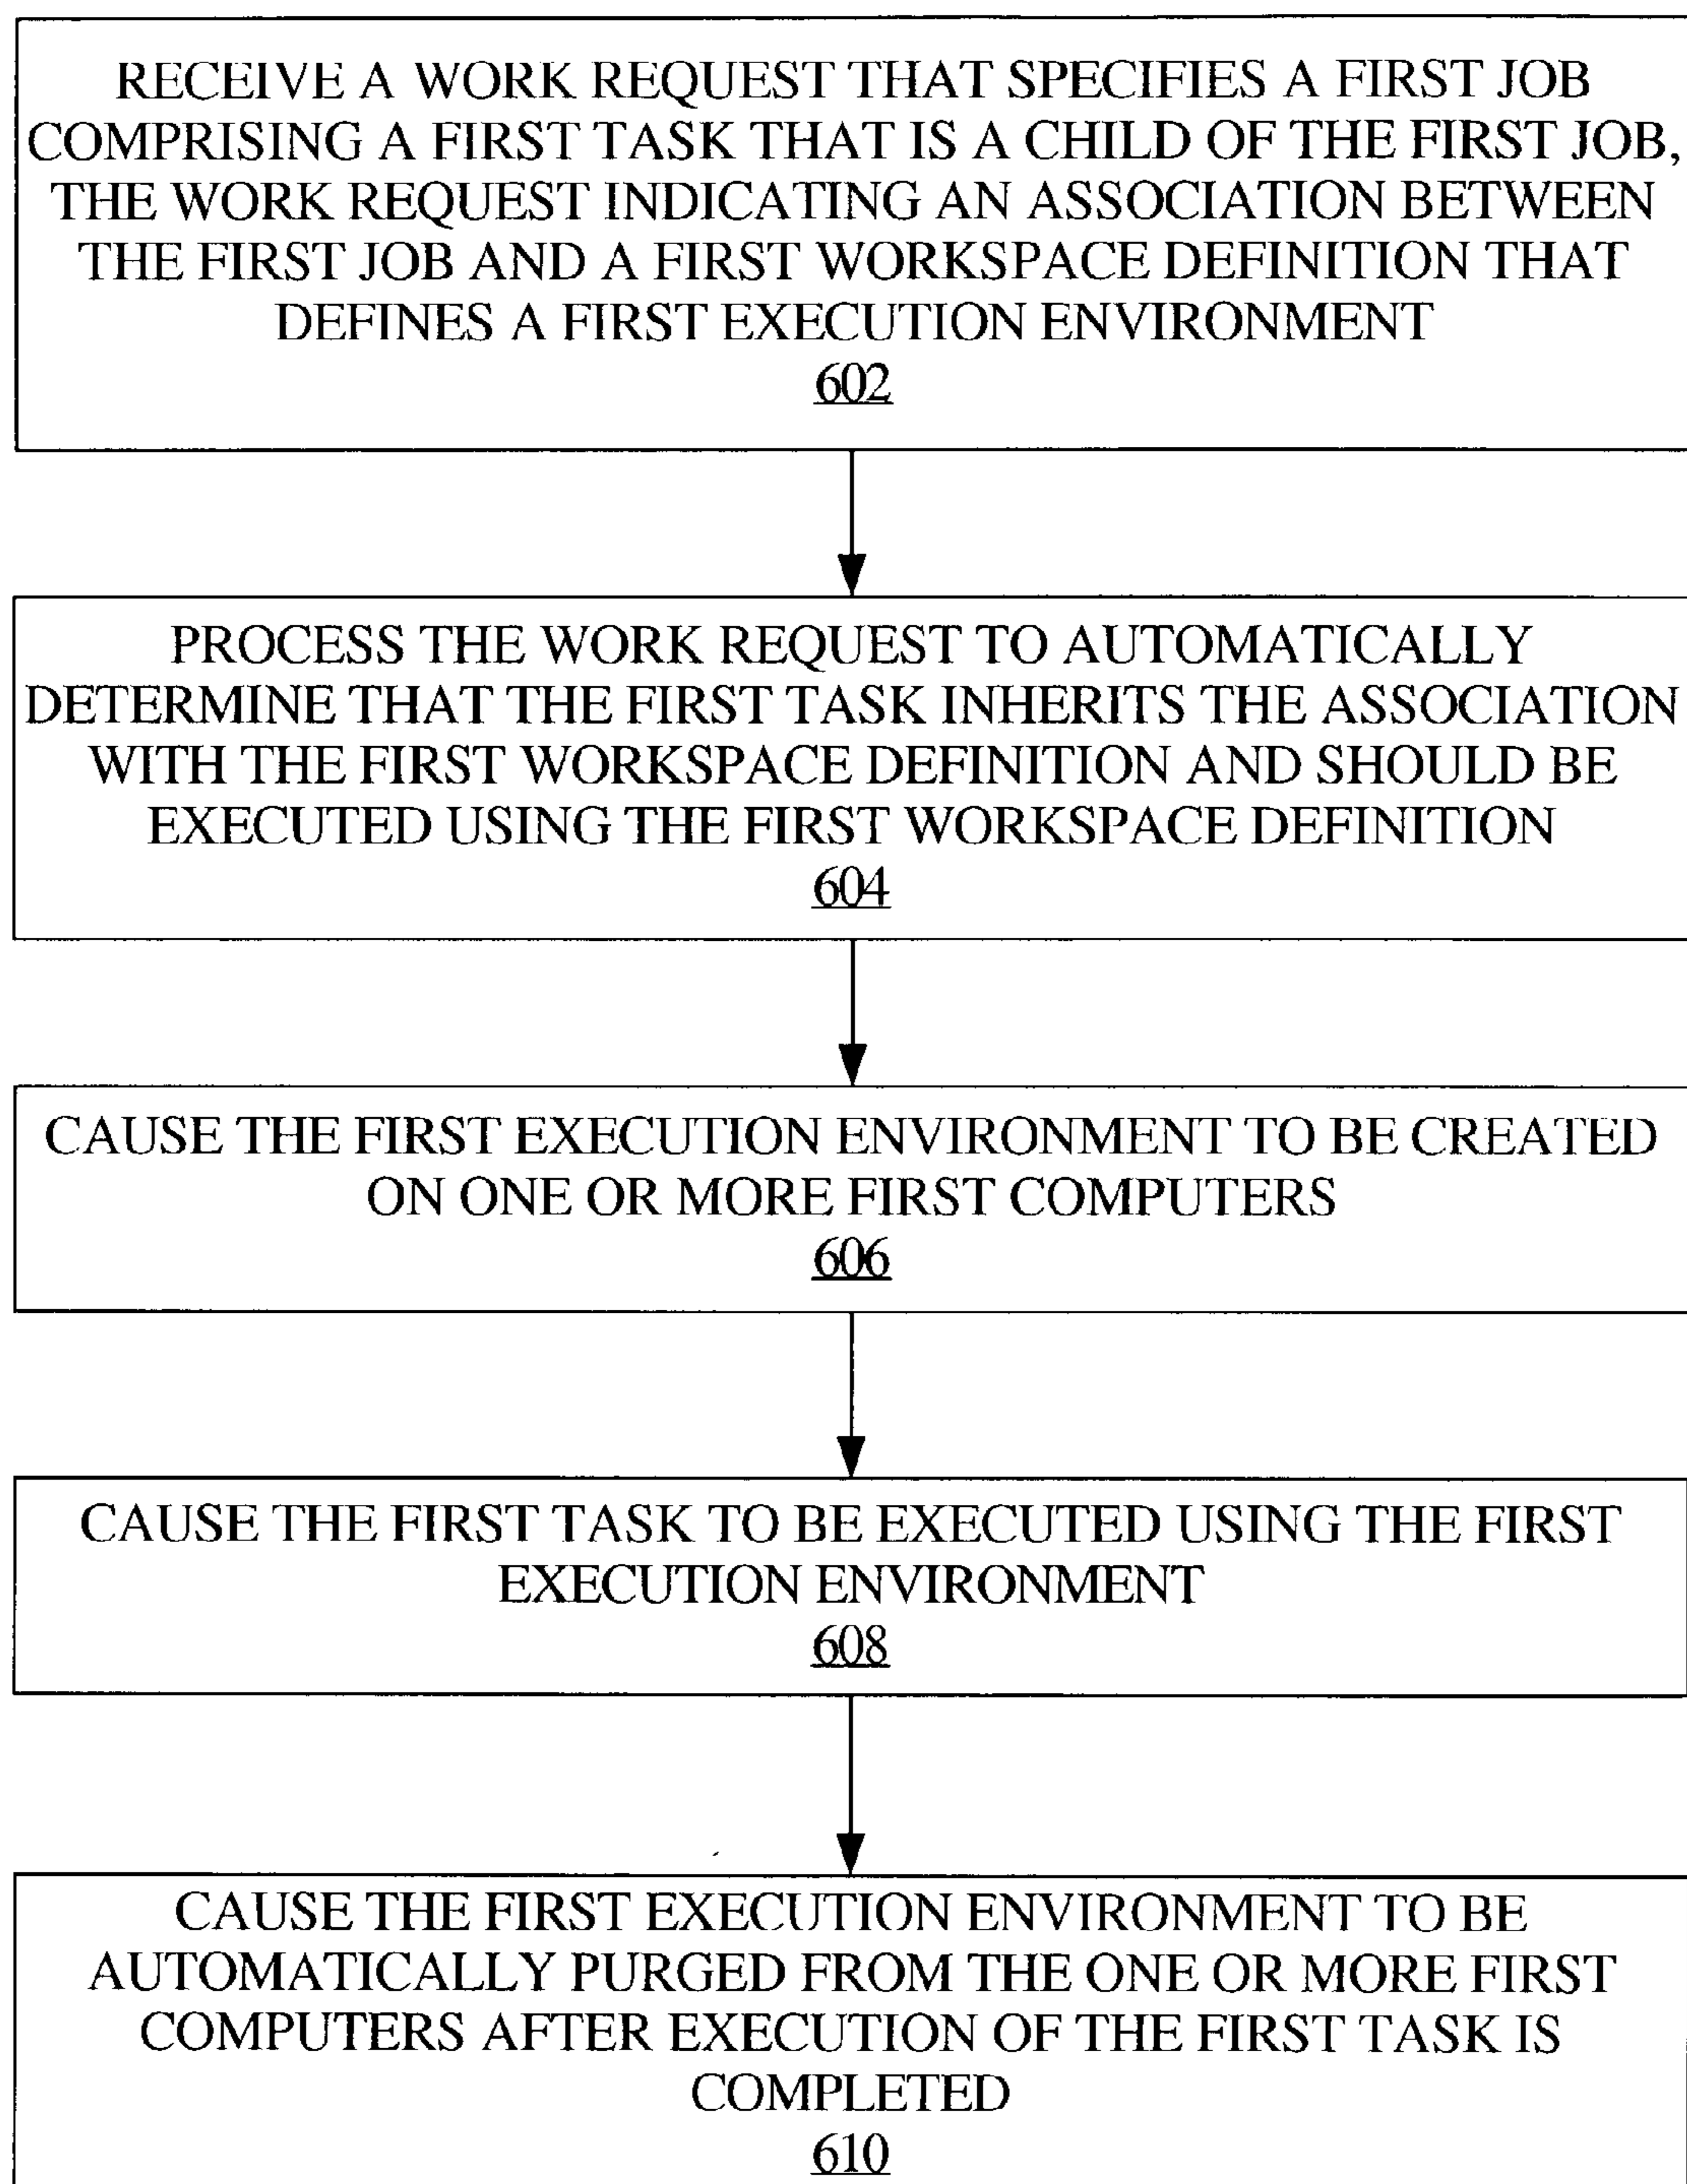 RECEIVE A WORK REQUEST THAT SPECIFIES A FIRST JOB
COMPRISING A FIRST TASK THAT IS A CHILD OF THE FIRST JOB,
THE WORK REQUEST INDICATING AN ASSOCIATION BETWEEN
THE FIRST JOB AND A FIRST WORKSPACE DEFINITION THAT
DEFINES A FIRST EXECUTION ENVIRONMENT
602
PROCESS THE WORK REQUEST TO AUTOMATICALLY
DETERMINE THAT THE FIRST TASK INHERITS THE ASSOCIATION
WITH THE FIRST WORKSPACE DEFINITION AND SHOULD BE
EXECUTED USING THE FIRST WORKSPACE DEFINITION
604
CAUSE THE FIRST EXECUTION ENVIRONMENT TO BE CREATED
ON ONE OR MORE FIRST COMPUTERS
606
CAUSE THE FIRST TASK TO BE EXECUTED USING THE FIRST
EXECUTION ENVIRONMENT
608
CAUSE THE FIRST EXECUTION ENVIRONMENT TO BE
AUTOMATICALLY PURGED FROM THE ONE OR MORE FIRST
COMPUTERS AFTER EXECUTION OF THE FIRST TASK IS
COMPLETED
610